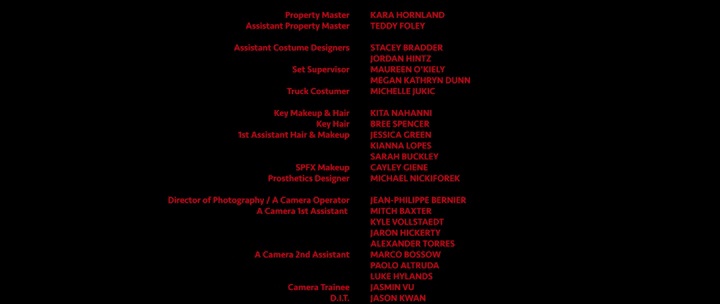 Property Master KARA HORNLAND
Assistant Property Master TEDDY FOLEY
Assistant Costume Designers STACEY BRADDER
JORDAN HINTZ
Set Supervisor MAUREEN O'KIELY
MEGAN KATHRYN DUNN
Truck Costumer MICHELLE JUKIC
Key Makeup & Hair KITA NAHANNI
Key Hair BREE SPENCER
1st Assistant Hair & Makeup JESSICA GREEN
KIANNA LOPES
SARAH BUCKLEY
SPFX Makeup CAYLEY GIENE
Prosthetics Designer MICHAEL NICKIFOREK
Director of Photography / A Camera Operator JEAN-PHILIPPE BERNIER
A Camera 1st Assistant MITCH BAXTER
KYLE VOLLSTAEDT
JARON HICKERTY
ALEXANDER TORRES
A Camera 2nd Assistant MARCO BOSSOW
PAOLO ALTRUDA
LUKE HYLANDS
Camera Trainee JASMIN VU
D.I.T. JASON KWAN